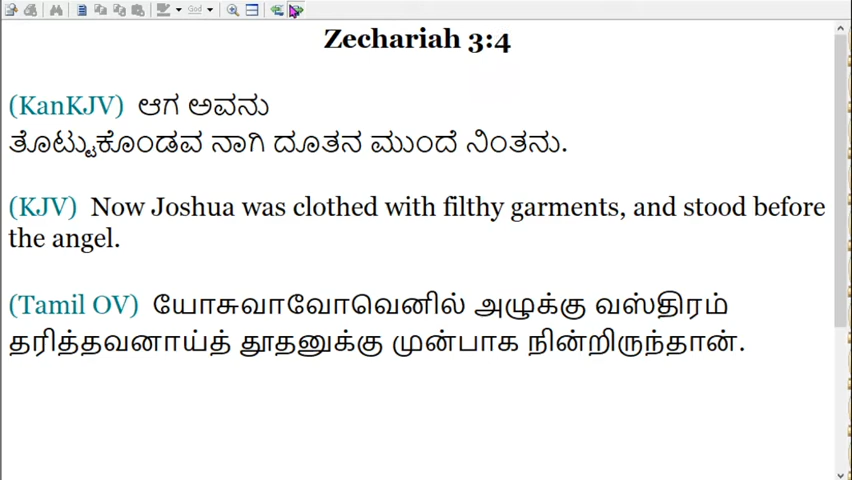 Zechariah 3:4
(KanKJV) ಆಗ ಅವನು
ತೊಟ್ಟುಕೊಂಡವ ನಾಗಿ ದೂತನ ಮುಂದೆ ನಿಂತನು.
(KJV) Now Joshua was clothed with filthy garments, and stood before
the angel.
(Tamil OV) யோசுவாவோவெனில் அழுக்கு வஸ்திரம்
தரித்தவனாய்த் தூதனுக்கு முன்பாக நின்றிருந்தான்.